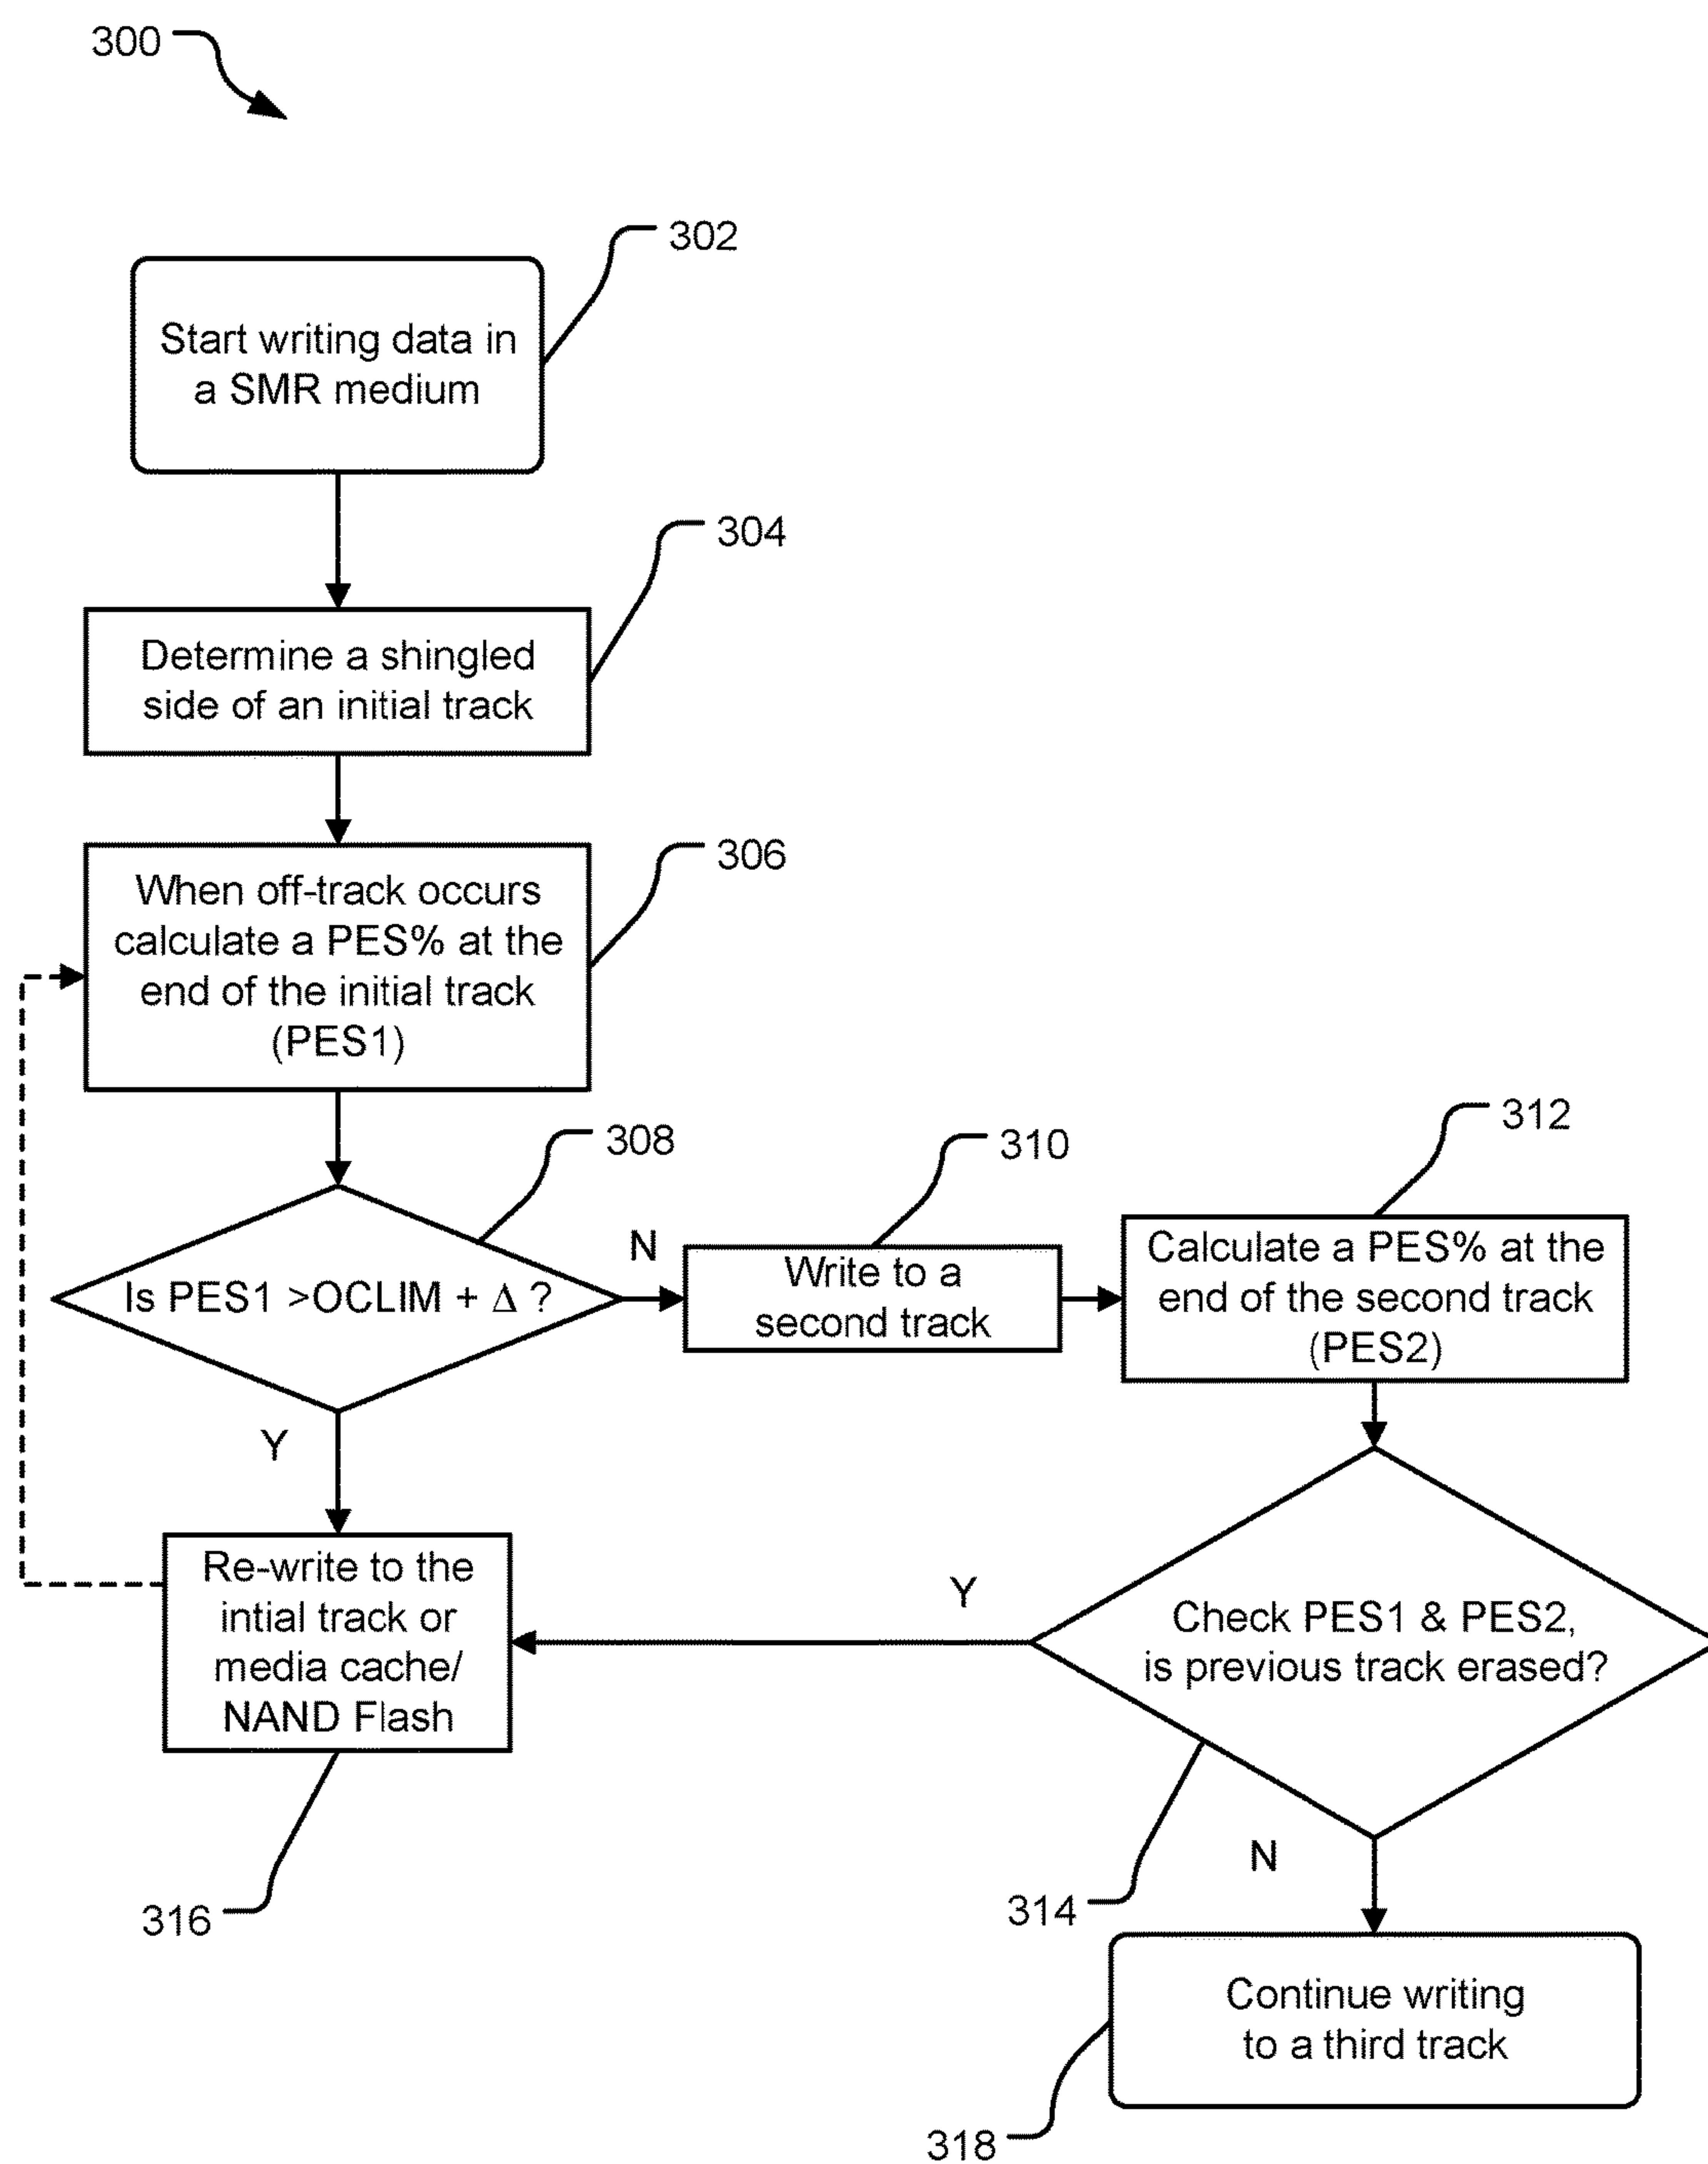 300
302
Start writing data in
a SMR medium
304
Determine a shingled
side of an initial track
306
When off-track occurs
calculate a PES% at the
end of the initial track
(PES1)
308
Is PES1 >OCLIM + Δ ?
N
310
Write to a
second track
312
Calculate a PES% at the
end of the second track
(PES2)
Y
Re-write to the
intial track or
media cache/
NAND Flash
316
Y
Check PES1 & PES2,
is previous track erased?
314
N
Continue writing
to a third track
318